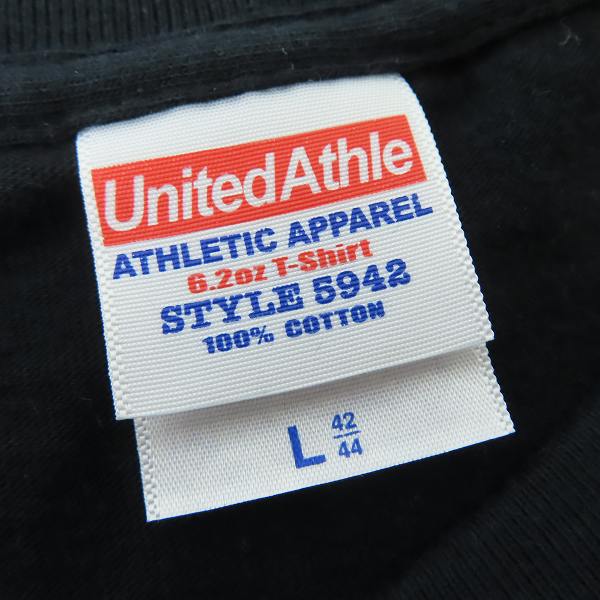 UnitedAthle
ATHLETIC APPAREL
6.2oz T-Shirt
STYLE 5942
100% COTTON
L 42/44